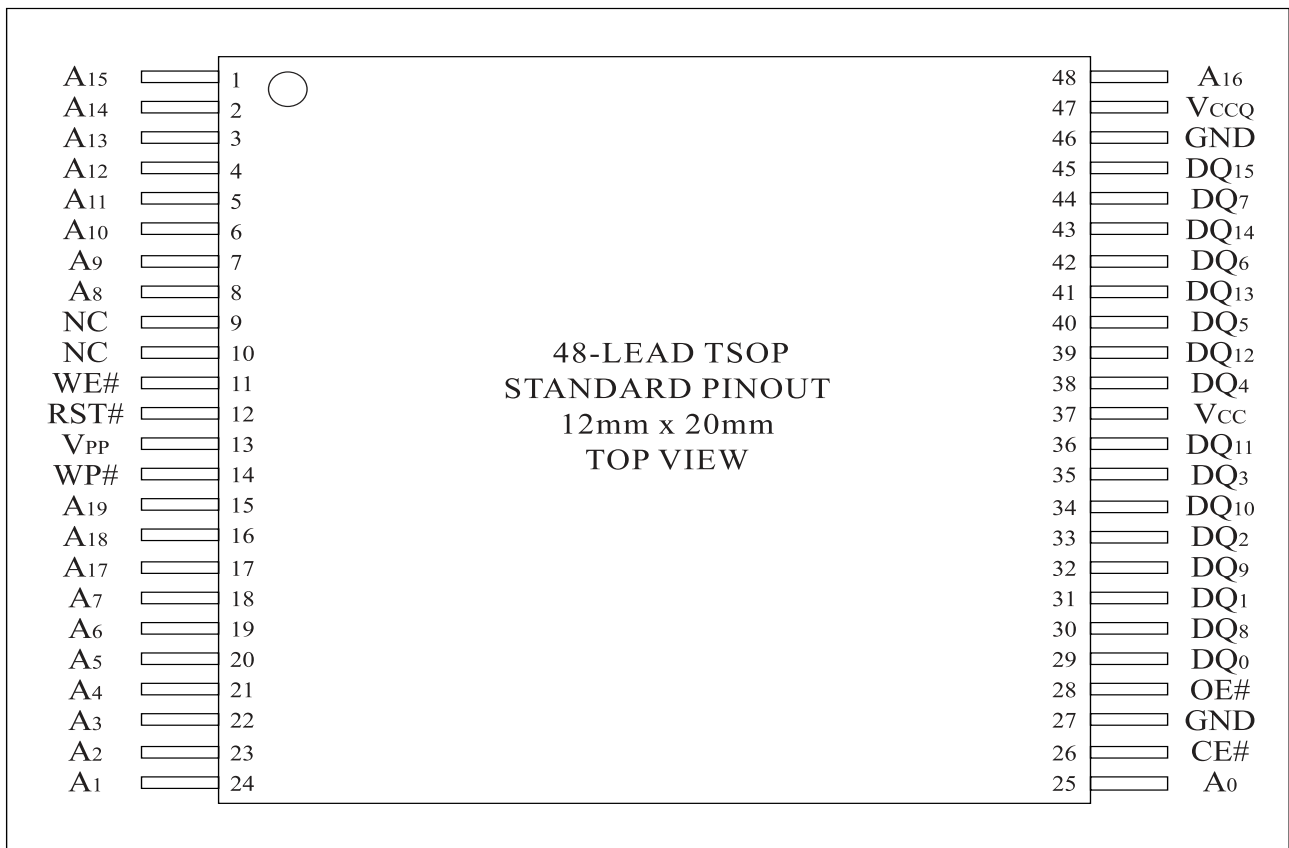 A15 1 48 A16
A14 2 47 VCCQ
A13 3 46 GND
A12 4 45 DQ15
A11 5 44 DQ7
A10 6 43 DQ14
A9 7 42 DQ6
A8 8 41 DQ13
NC 9 40 DQ5
NC 10 39 DQ12
WE# 11 38 DQ4
RST# 12 37 VCC
VPP 13 36 DQ11
WP# 14 35 DQ3
A19 15 34 DQ10
A18 16 33 DQ2
A17 17 32 DQ9
A7 18 31 DQ1
A6 19 30 DQ8
A5 20 29 DQ0
A4 21 28 OE#
A3 22 27 GND
A2 23 26 CE#
A1 24 25 A0
48-LEAD TSOP
STANDARD PINOUT
12mm x 20mm
TOP VIEW